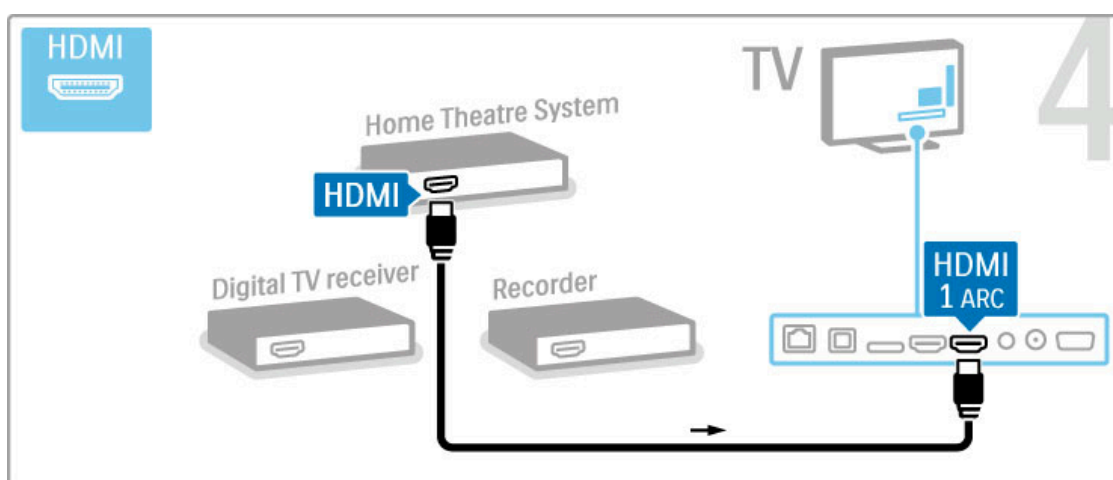 HDMI
TV
4
Home Theatre System
HDMI
Digital TV receiver
Recorder
HDMI
1 ARC